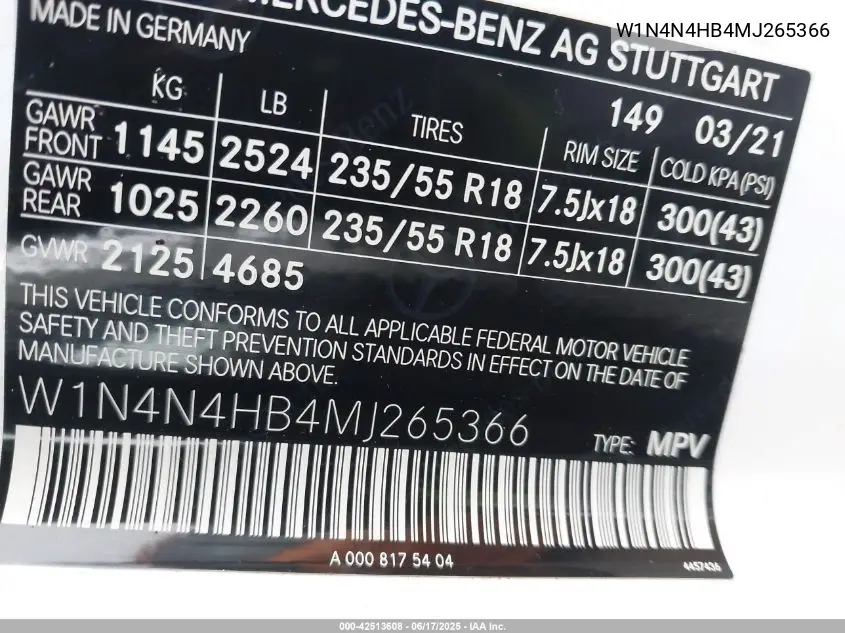 W1N4N4HB4MJ265366
MERCEDES-BENZ AG STUTTGART
MADE IN GERMANY
149 03/21
KG LB TIRES RIM SIZE COLD KPA(PSI)
GAWR FRONT 1145 2524 235/55 R18 7.5Jx18 300(43)
GAWR REAR 1025 2260 235/55 R18 7.5Jx18 300(43)
GVWR 2125 4685
THIS VEHICLE CONFORMS TO ALL APPLICABLE FEDERAL MOTOR VEHICLE
SAFETY AND THEFT PREVENTION STANDARDS IN EFFECT ON THE DATE OF
MANUFACTURE SHOWN ABOVE.
W1N4N4HB4MJ265366
TYPE: MPV
A 000 817 54 04
4457436
000-42513608 - 06/17/2025 - IAA Inc.